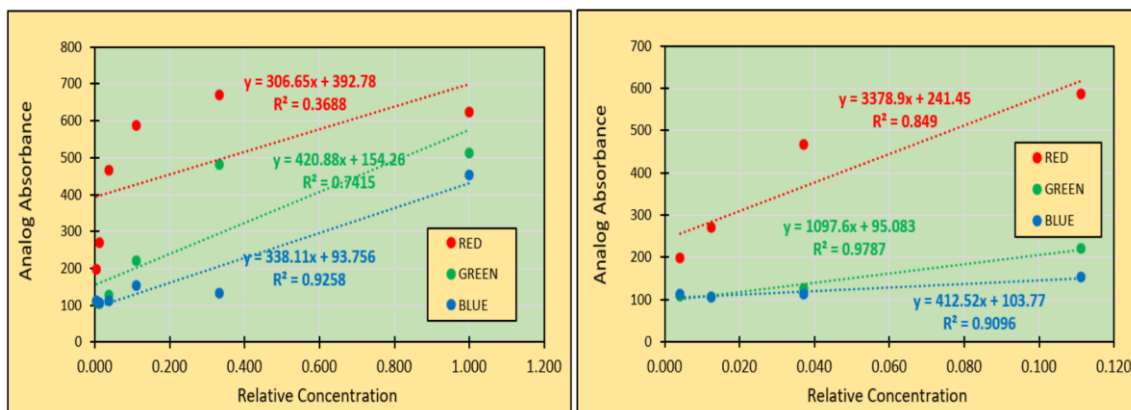 Analog Absorbance
800
700
600
500
400
300
200
100
0
y = 306.65x + 392.78
R² = 0.3688
y = 420.88x + 154.26
R² = 0.7415
y = 338.11x + 93.756
R² = 0.9258
RED
GREEN
BLUE
0.000 0.200 0.400 0.600 0.800 1.000 1.200
Relative Concentration
Analog Absorbance
700
600
500
400
300
200
100
0
y = 3378.9x + 241.45
R² = 0.849
y = 1097.6x + 95.083
R² = 0.9787
y = 412.52x + 103.77
R² = 0.9096
RED
GREEN
BLUE
0.000 0.020 0.040 0.060 0.080 0.100 0.120
Relative Concentration